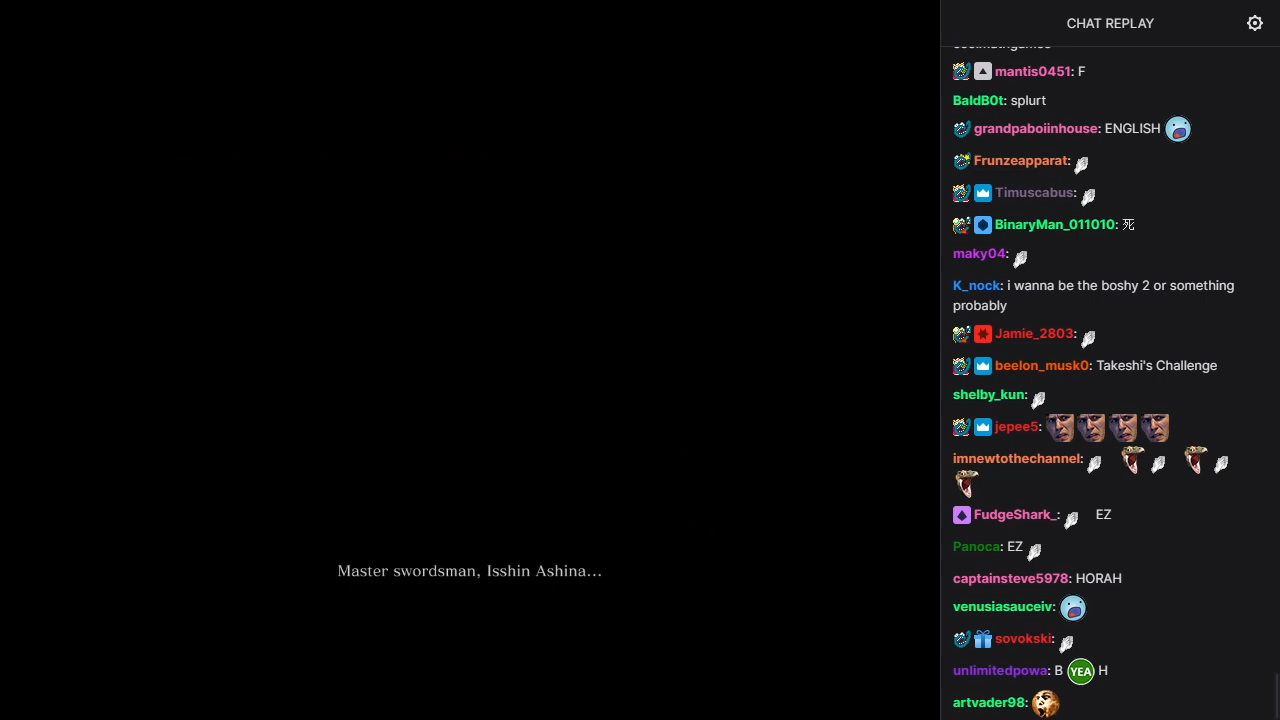 Master swordsman, Isshin Ashina...
CHAT REPLAY
mantis0451: F
BaldB0t: splurt
grandpaboiinhouse: ENGLISH
Frunzeapparat:
Timuscabus:
BinaryMan_011010: 死
maky04:
K_nock: i wanna be the boshy 2 or something
probably
Jamie_2803:
beelon_musk0: Takeshi's Challenge
shelby_kun:
jepee5:
imnewtothechannel:
FudgeShark_: EZ
Panoca: EZ
captainsteve5978: HORAH
venusiasauceiv:
sovokski:
unlimitedpowa: B YEA H
artvader98: